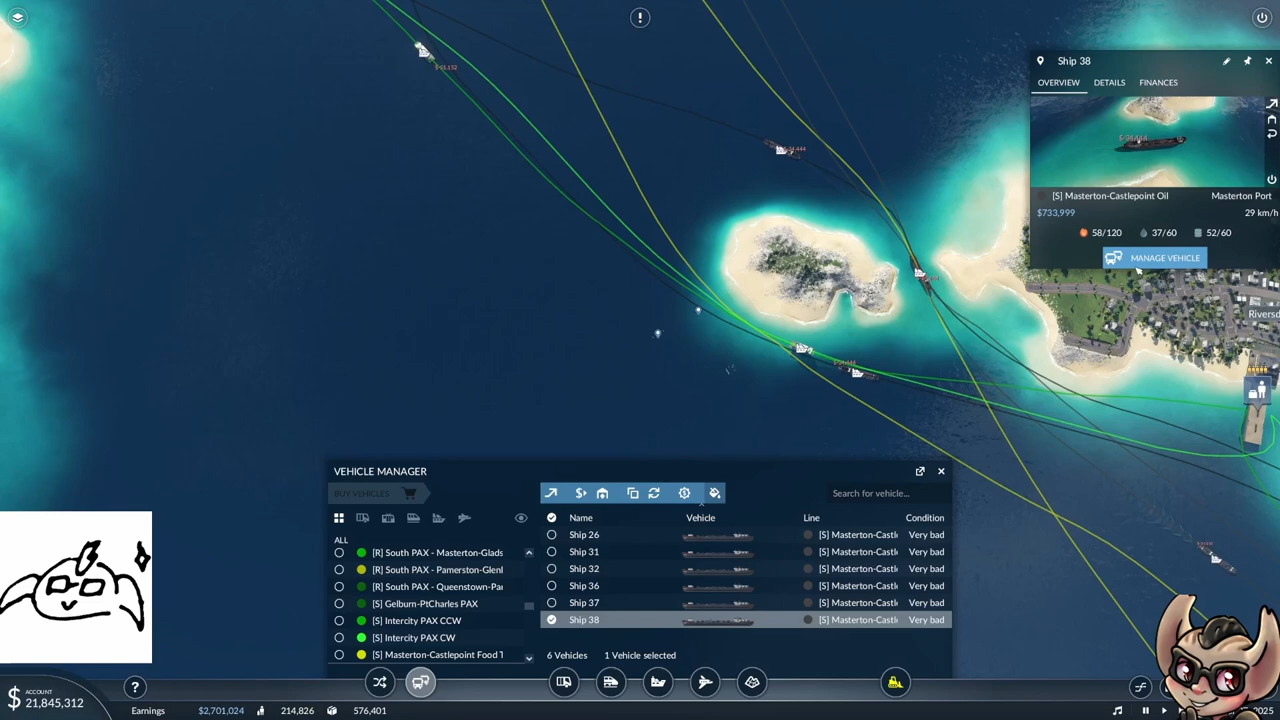 Ship 38
OVERVIEW DETAILS FINANCES
[S] Masterton-Castlepoint Oil Masterton Port
$733,999 29 km/h
58/120 37/60 52/60
MANAGE VEHICLE
Riversd
VEHICLE MANAGER
BUY VEHICLES
Search for vehicle...
Name Vehicle Line Condition
ALL
[R] South PAX - Masterton-Glads
[R] South PAX - Pamerston-Glenl
[R] South PAX - Queenstown-Pa
[S] Gelburn-PtCharles PAX
[S] Intercity PAX CCW
[S] Intercity PAX CW
[S] Masterton-Castlepoint Food T
Ship 26 [S] Masterton-Castl Very bad
Ship 31 [S] Masterton-Castl Very bad
Ship 32 [S] Masterton-Castl Very bad
Ship 36 [S] Masterton-Castl Very bad
Ship 37 [S] Masterton-Castl Very bad
Ship 38 [S] Masterton-Castl Very bad
6 Vehicles 1 Vehicle selected
$ ACCOUNT
21,845,312
?
Earnings $2,701,024 214,826 576,401
2025